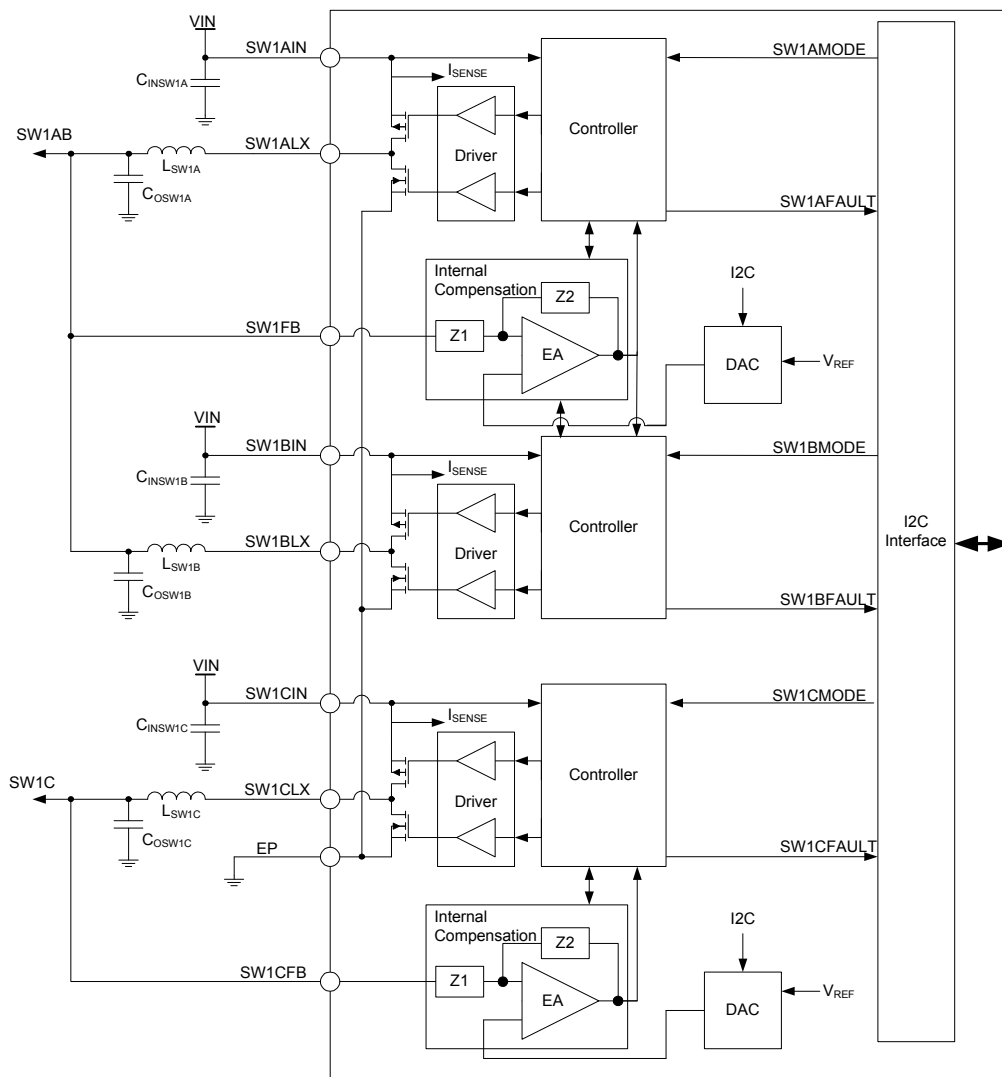 VIN
SW1AIN
SW1AMODE
I_SENSE
C_INSW1A
Controller
SW1AB
SW1ALX
Driver
L_SW1A
C_OSW1A
SW1AFAULT
Internal
Compensation
Z2
I2C
SW1FB
Z1
EA
DAC
V_REF
VIN
SW1BIN
SW1BMODE
I_SENSE
C_INSW1B
Controller
I2C
Interface
SW1BLX
Driver
L_SW1B
C_OSW1B
SW1BFAULT
VIN
SW1CIN
SW1CMODE
I_SENSE
C_INSW1C
Controller
SW1C
SW1CLX
Driver
L_SW1C
C_OSW1C
EP
SW1CFAULT
Internal
Compensation
Z2
I2C
SW1CFB
Z1
EA
DAC
V_REF